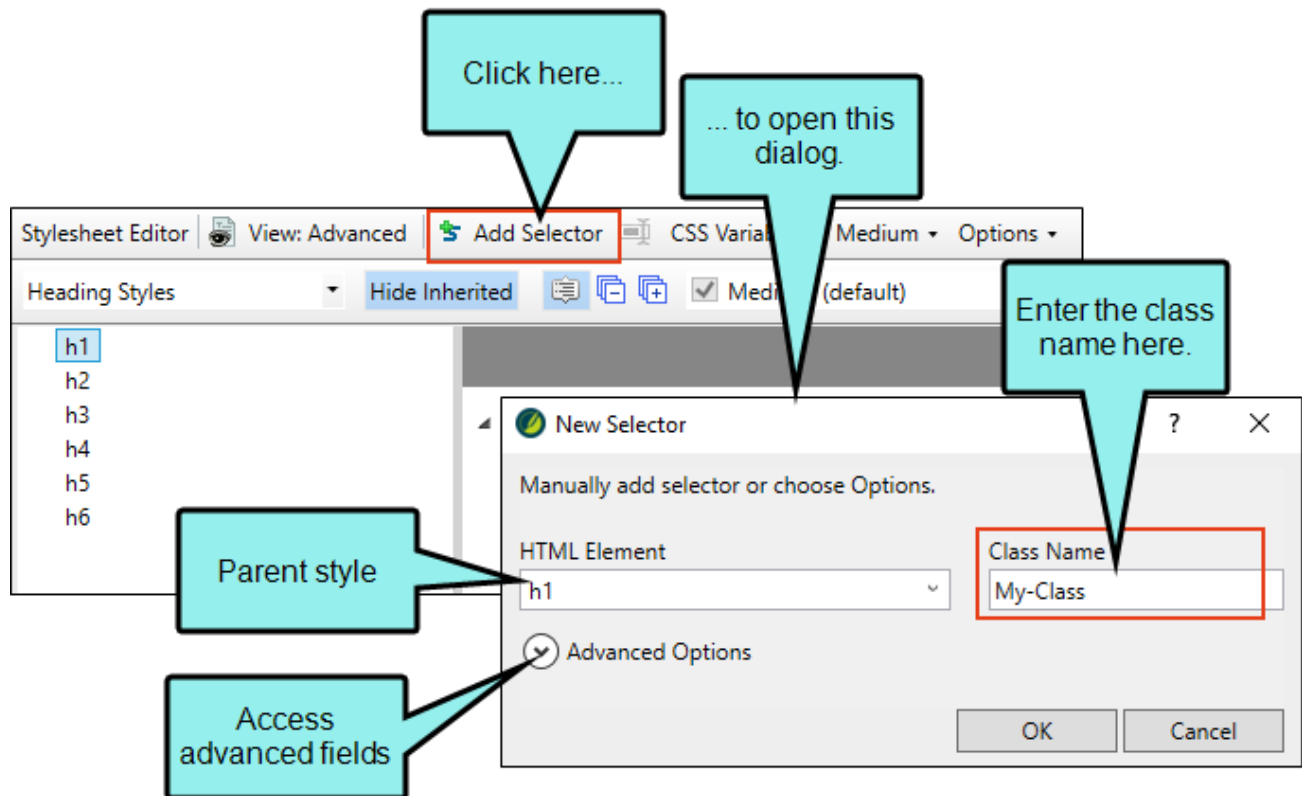 Click here...
... to open this
dialog.
Stylesheet Editor View: Advanced Add Selector CSS Variab Medium Options
Heading Styles Hide Inherited Medi (default)
Enter the class
name here.
h1
h2
h3
h4
h5
h6
New Selector ?
Manually add selector or choose Options.
HTML Element Class Name
h1 My-Class
Parent style
Advanced Options
Access
advanced fields
OK Cancel